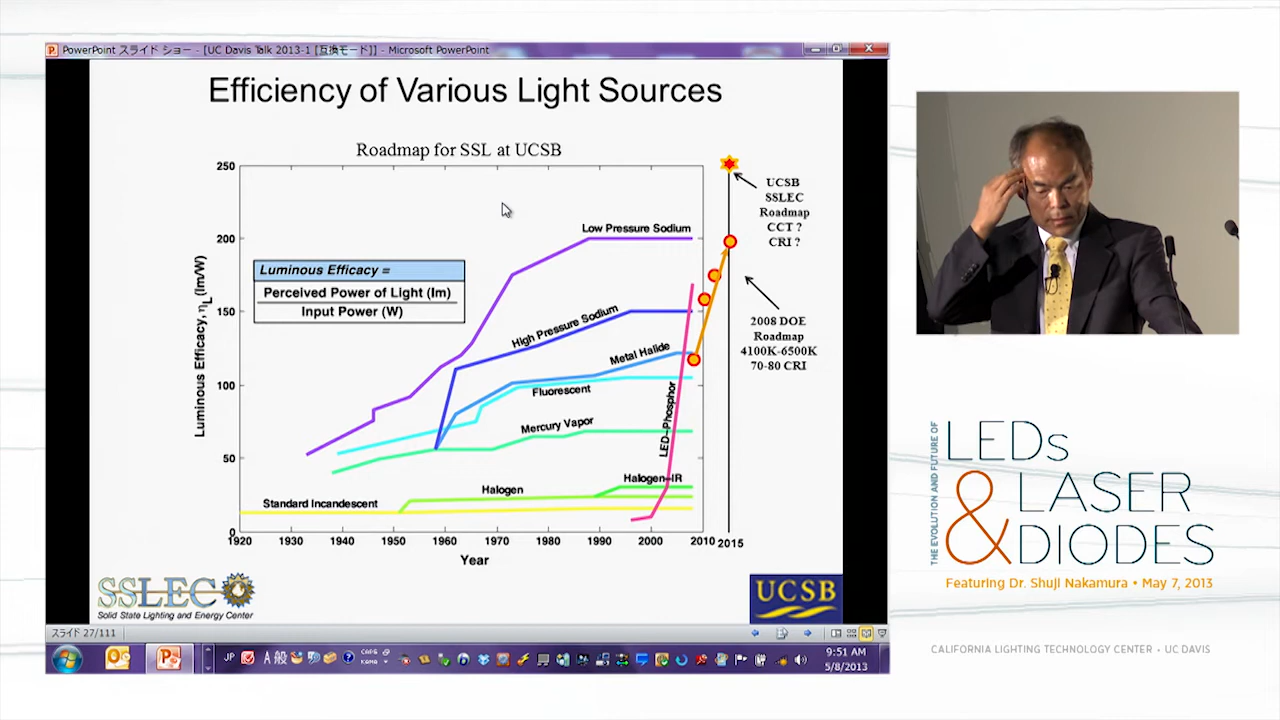 PowerPoint スライド ショー - [UC Davis Talk 2013-1 [互換モード]] - Microsoft PowerPoint
Efficiency of Various Light Sources
Roadmap for SSL at UCSB
250
200
150
100
50
0
Luminous Efficacy, ηL (lm/W)
Luminous Efficacy =
Perceived Power of Light (lm)
Input Power (W)
Low Pressure Sodium
High Pressure Sodium
Metal Halide
Fluorescent
Mercury Vapor
LED-Phosphor
Halogen-IR
Halogen
Standard Incandescent
1920 1930 1940 1950 1960 1970 1980 1990 2000 2010 2015
Year
UCSB
SSLEC
Roadmap
CCT ?
CRI ?
2008 DOE
Roadmap
4100K-6500K
70-80 CRI
SSLEC
Solid State Lighting and Energy Center
UCSB
スライド 27/111
JP
A 般
CAPS
KANA
9:51 AM
5/8/2013
THE EVOLUTION AND FUTURE OF
LEDs
& LASER
DIODES
Featuring Dr. Shuji Nakamura • May 7, 2013
CALIFORNIA LIGHTING TECHNOLOGY CENTER • UC DAVIS